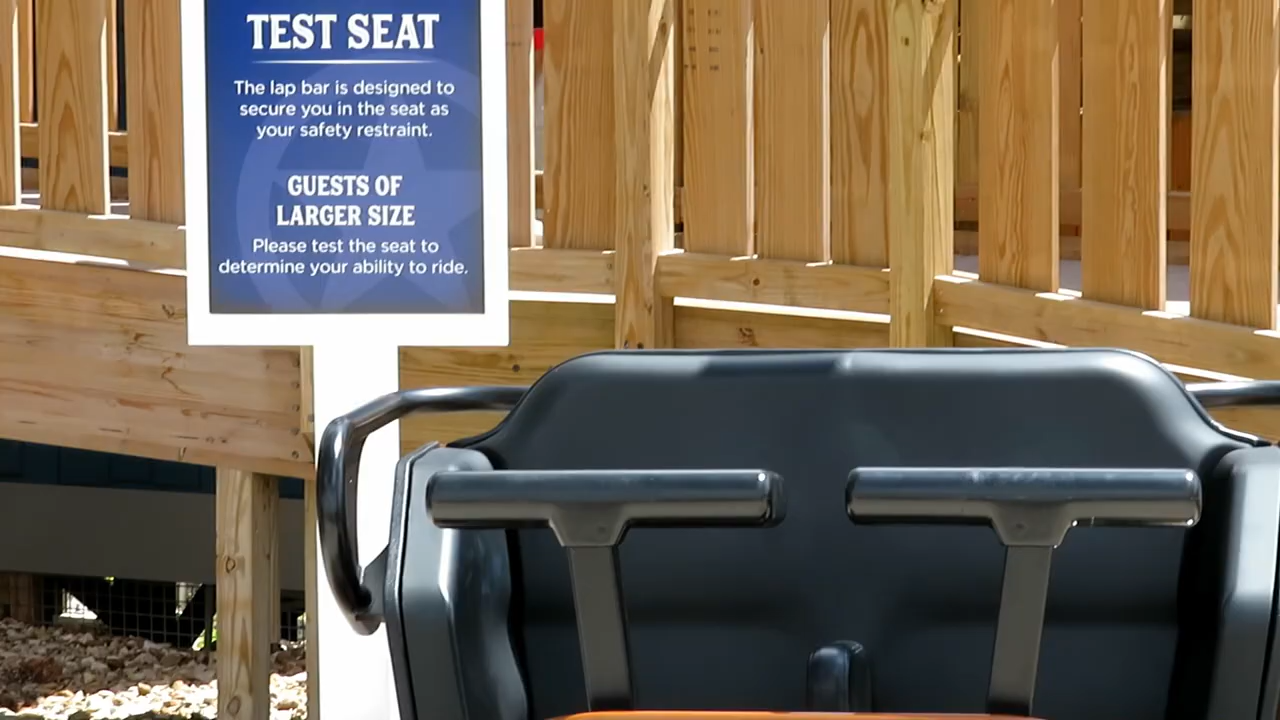 TEST SEAT
The lap bar is designed to
secure you in the seat as
your safety restraint.
GUESTS OF
LARGER SIZE
Please test the seat to
determine your ability to ride.